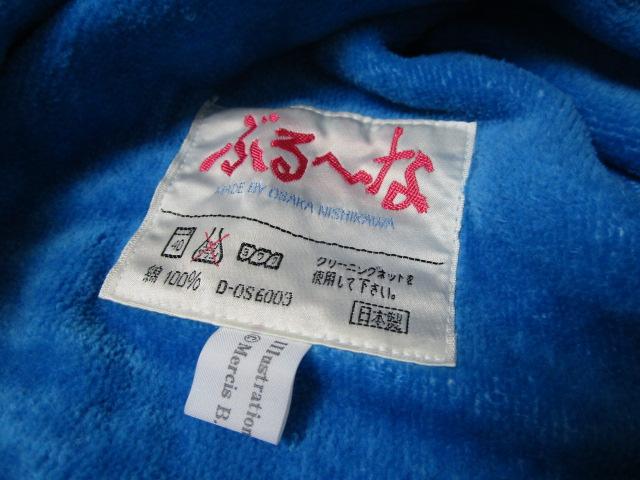 ぶる～な
MADE BY OSAKA NISHIKAWA
40
綿 100% D-OS6003
クリーニングネットを
使用して下さい。
日本製
Illustration
©Mercis B.